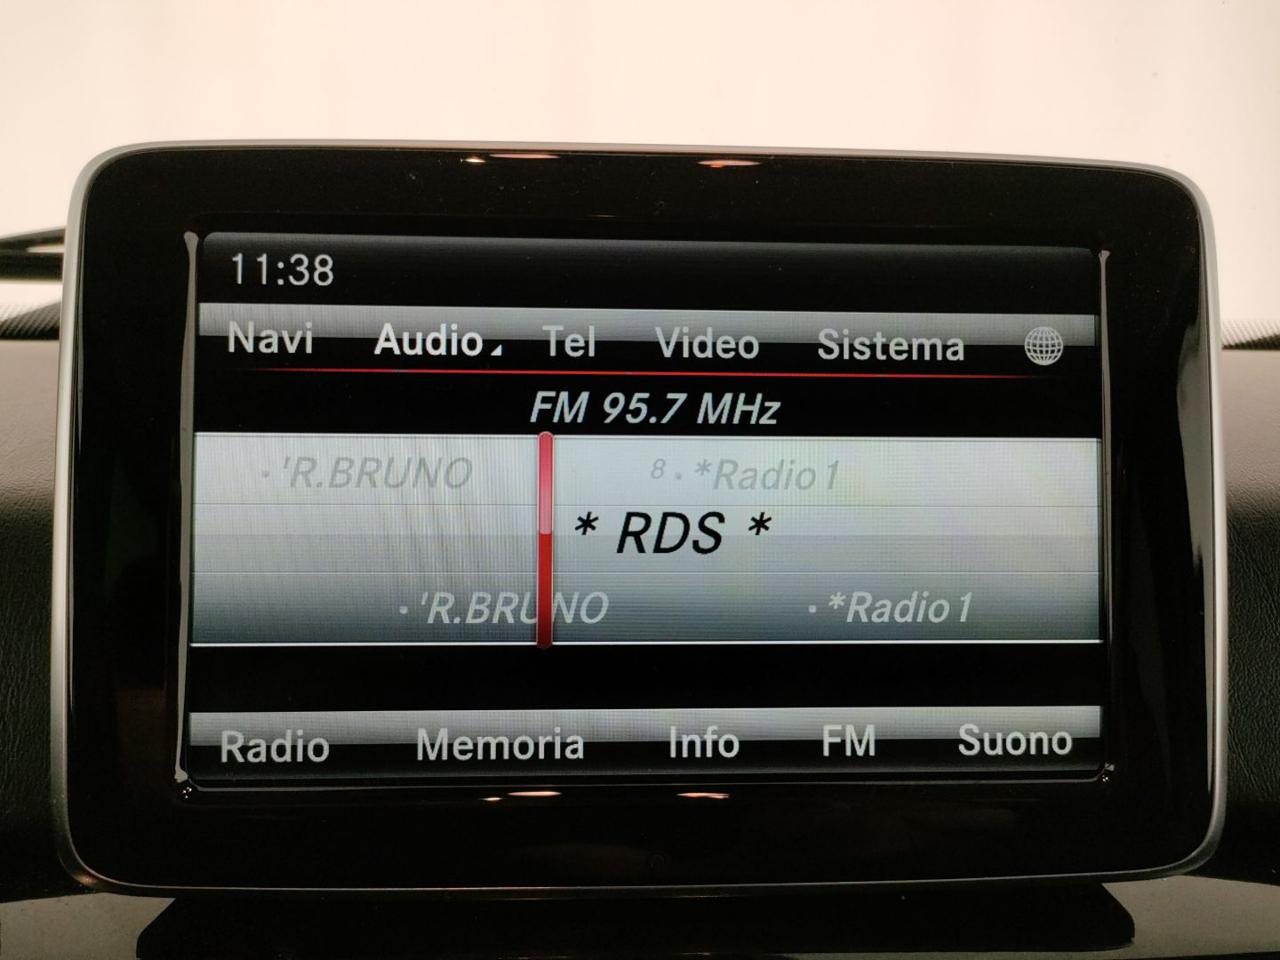 11:38
Navi Audio Tel Video Sistema
FM 95.7 MHz
·'R.BRUNO 8·*Radio1
* RDS *
·'R.BRUNO ·*Radio1
Radio Memoria Info FM Suono